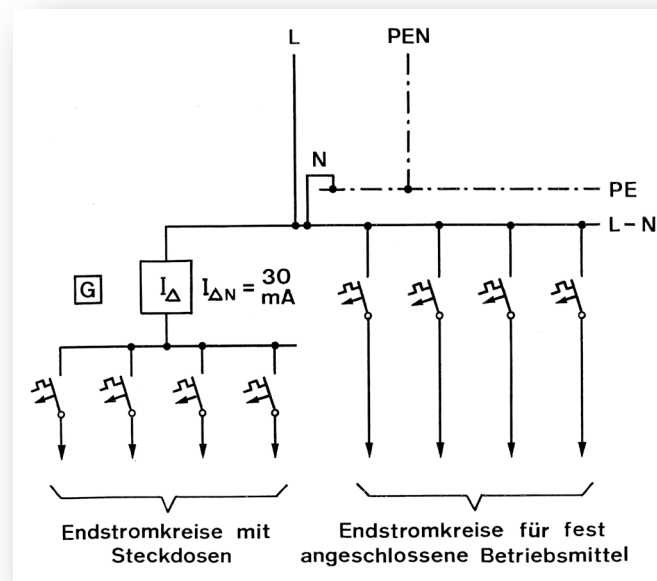 L
PEN
N
PE
L-N
G
I∆
I∆N = 30 mA
Endstromkreise mit
Steckdosen
Endstromkreise für fest
angeschlossene Betriebsmittel